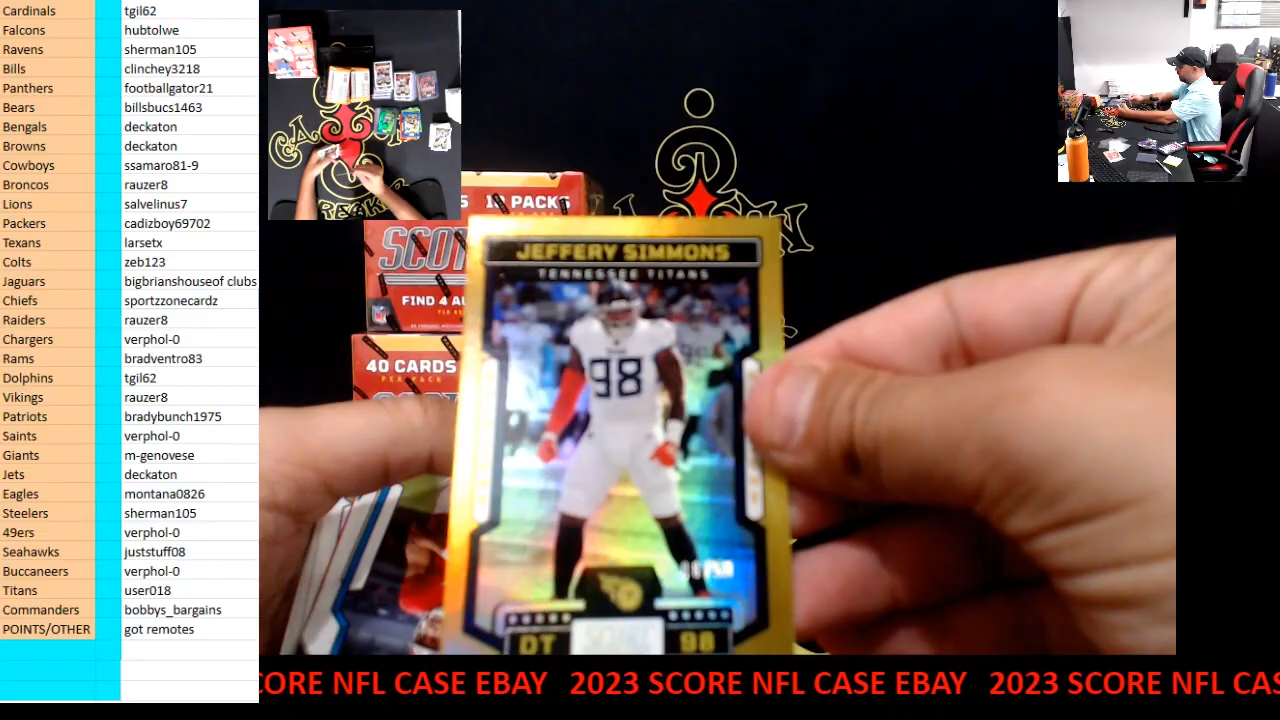 Cardinals tgil62
Falcons hubtolwe
Ravens sherman105
Bills clinchey3218
Panthers footballgator21
Bears billsbucs1463
Bengals deckaton
Browns deckaton
Cowboys ssamaro81-9
Broncos rauzer8
Lions salvelinus7
Packers cadizboy69702
Texans larsetx
Colts zeb123
Jaguars bigbrianshouseof clubs
Chiefs sportzzonecardz
Raiders rauzer8
Chargers verphol-0
Rams bradventro83
Dolphins tgil62
Vikings rauzer8
Patriots bradybunch1975
Saints verphol-0
Giants m-genovese
Jets deckaton
Eagles montana0826
Steelers sherman105
49ers verphol-0
Seahawks juststuff08
Buccaneers verphol-0
Titans user018
Commanders bobbys_bargains
POINTS/OTHER got remotes
PACKS
FIND 4
40 CARDS
PER PACK
JEFFERY SIMMONS
TENNESSEE TITANS
98
DT
SCORE
98
CORE NFL CASE EBAY 2023 SCORE NFL CASE EBAY 2023 SCORE NFL CAS